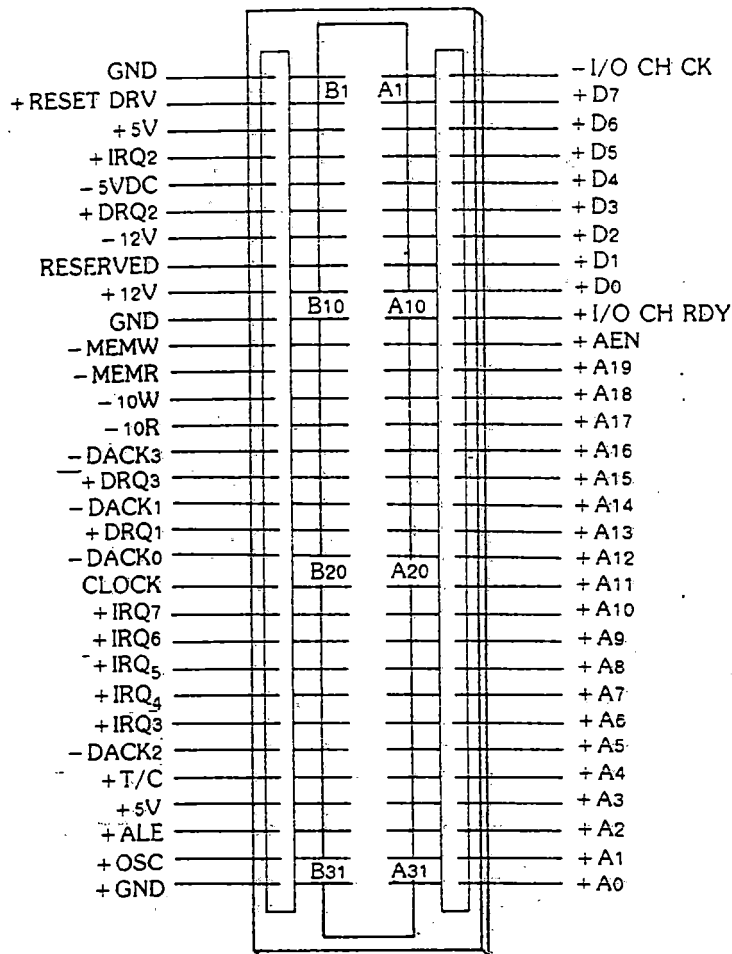 GND B1 A1 -I/O CH CK
+RESET DRV +D7
+5V +D6
+IRQ2 +D5
-5VDC +D4
+DRQ2 +D3
-12V +D2
RESERVED +D1
+12V +D0
GND B10 A10 +I/O CH RDY
-MEMW +AEN
-MEMR +A19
-10W +A18
-10R +A17
-DACK3 +A16
+DRQ3 +A15
-DACK1 +A14
+DRQ1 +A13
-DACK0 +A12
CLOCK B20 A20 +A11
+IRQ7 +A10
+IRQ6 +A9
+IRQ5 +A8
+IRQ4 +A7
+IRQ3 +A6
-DACK2 +A5
+T/C +A4
+5V +A3
+ALE +A2
+OSC +A1
+GND B31 A31 +A0